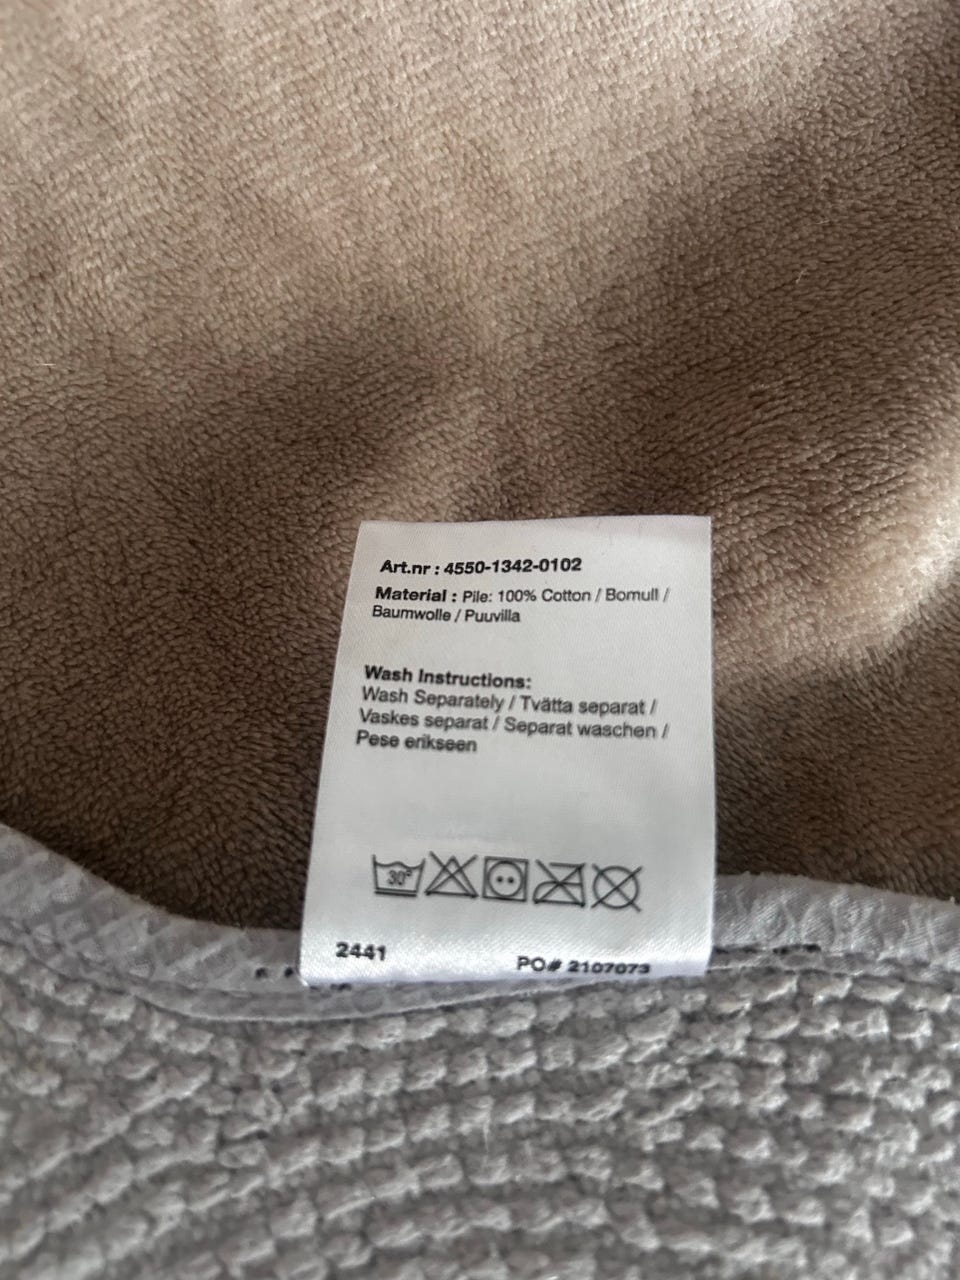 Art.nr : 4550-1342-0102
Material : Pile: 100% Cotton / Bomull /
Baumwolle / Puuvilla
Wash Instructions:
Wash Separately / Tvätta separat /
Vaskes separat / Separat waschen /
Pese erikseen
30°
2441
PO# 2107073